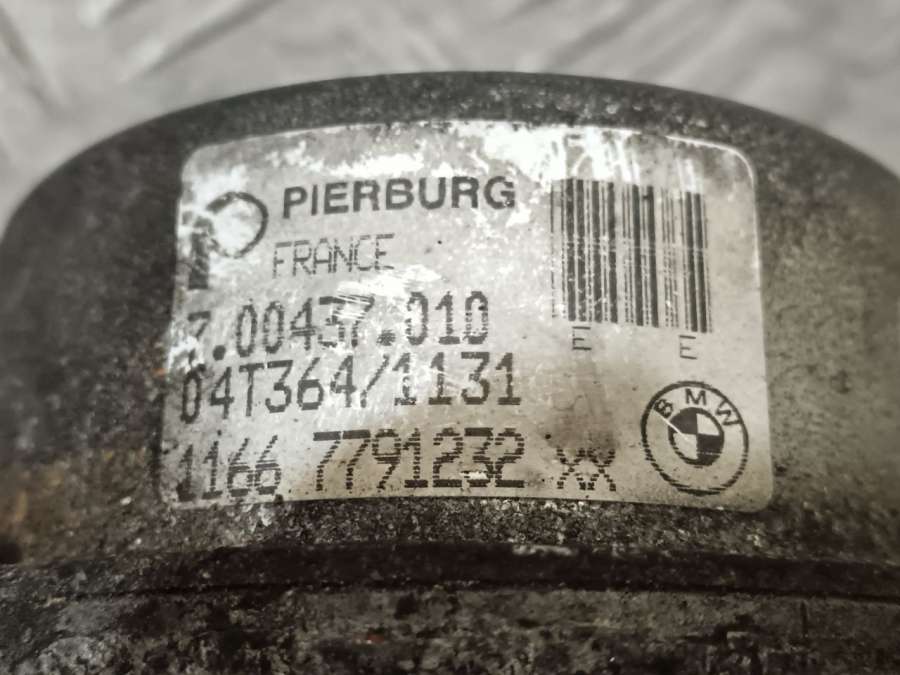 PIERBURG
FRANCE
7.00437.010
04T364/1131
1166 7791232 XX
E E
BMW